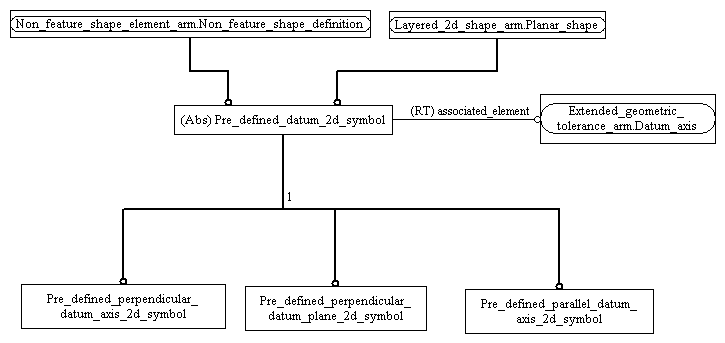 Non_feature_shape_element_arm.Non_feature_shape_definition
Layered_2d_shape_arm.Planar_shape
(Abs) Pre_defined_datum_2d_symbol
(RT) associated_element
Extended_geometric_
tolerance_arm.Datum_axis
1
Pre_defined_perpendicular_
datum_axis_2d_symbol
Pre_defined_perpendicular_
datum_plane_2d_symbol
Pre_defined_parallel_datum_
axis_2d_symbol